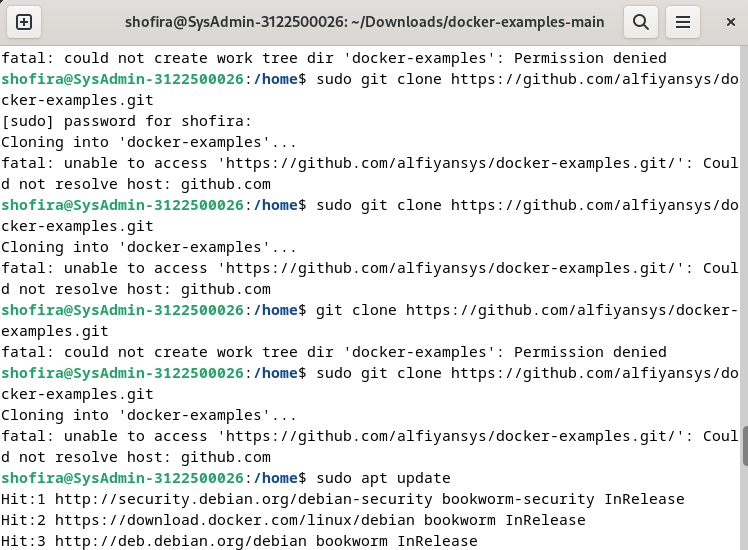 shofira@SysAdmin-3122500026: ~/Downloads/docker-examples-main
fatal: could not create work tree dir 'docker-examples': Permission denied
shofira@SysAdmin-3122500026:/home$ sudo git clone https://github.com/alfiyansys/do
cker-examples.git
[sudo] password for shofira:
Cloning into 'docker-examples'...
fatal: unable to access 'https://github.com/alfiyansys/docker-examples.git/': Coul
d not resolve host: github.com
shofira@SysAdmin-3122500026:/home$ sudo git clone https://github.com/alfiyansys/do
cker-examples.git
Cloning into 'docker-examples'...
fatal: unable to access 'https://github.com/alfiyansys/docker-examples.git/': Coul
d not resolve host: github.com
shofira@SysAdmin-3122500026:/home$ git clone https://github.com/alfiyansys/docker-
examples.git
fatal: could not create work tree dir 'docker-examples': Permission denied
shofira@SysAdmin-3122500026:/home$ sudo git clone https://github.com/alfiyansys/do
cker-examples.git
Cloning into 'docker-examples'...
fatal: unable to access 'https://github.com/alfiyansys/docker-examples.git/': Coul
d not resolve host: github.com
shofira@SysAdmin-3122500026:/home$ sudo apt update
Hit:1 http://security.debian.org/debian-security bookworm-security InRelease
Hit:2 https://download.docker.com/linux/debian bookworm InRelease
Hit:3 http://deb.debian.org/debian bookworm InRelease